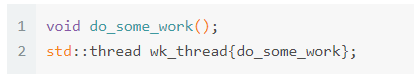 1 void do_some_work();
2 std::thread wk_thread{do_some_work};